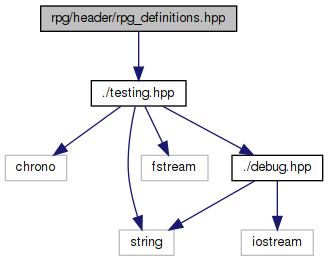 rpg/header/rpg_definitions.hpp
./testing.hpp
chrono
fstream
./debug.hpp
string
iostream